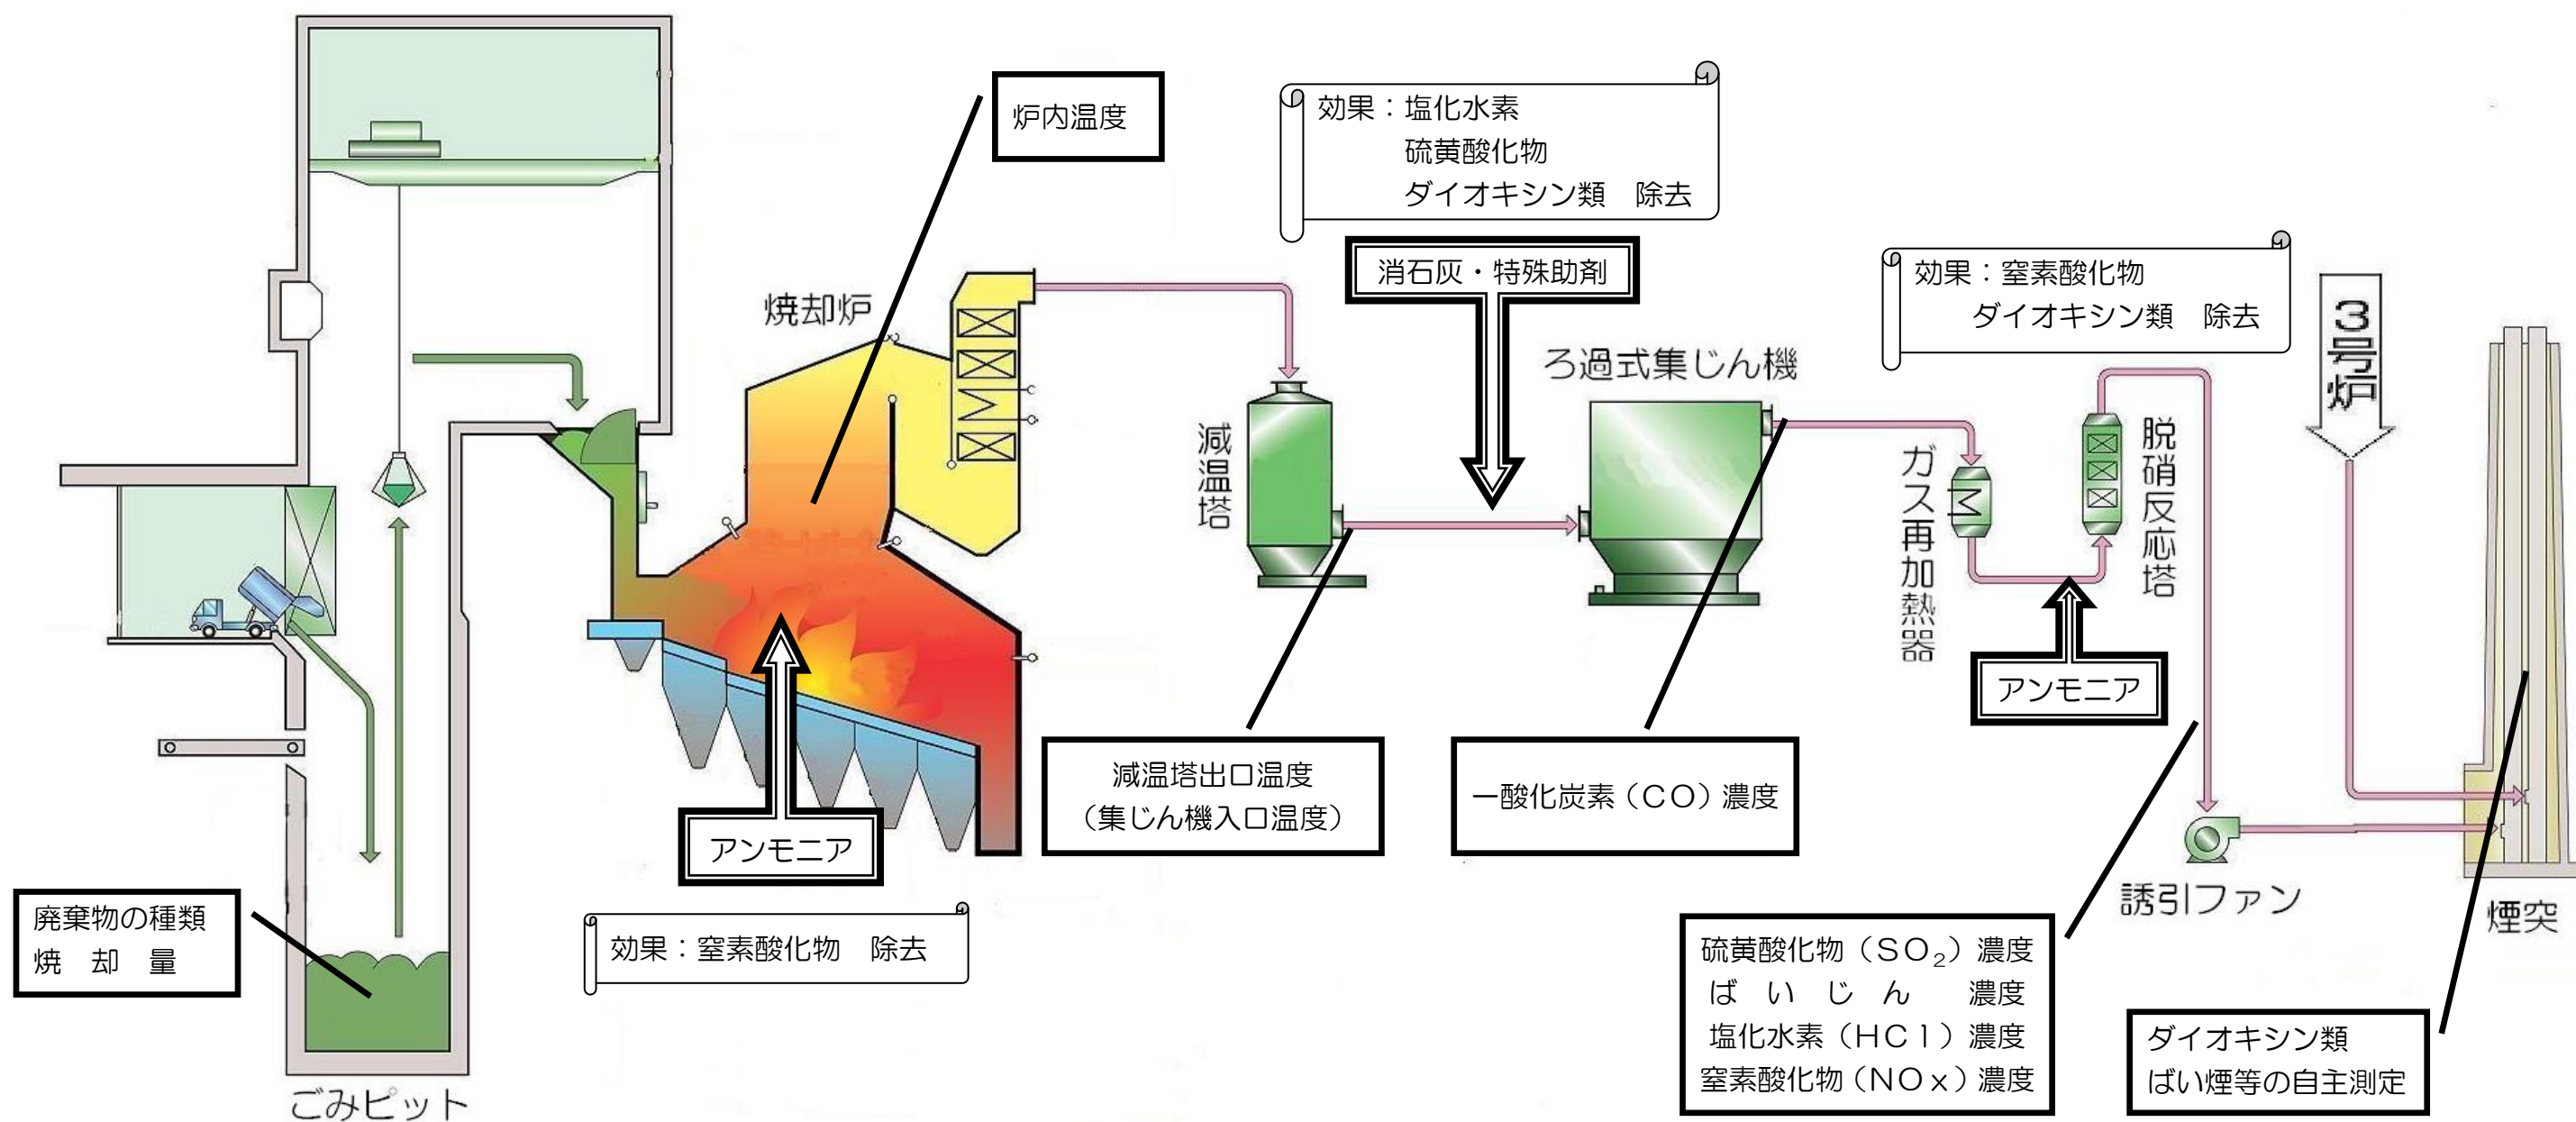 炉内温度
効果：塩化水素
硫黄酸化物
ダイオキシン類　除去
消石灰・特殊助剤
効果：窒素酸化物
ダイオキシン類　除去
3号炉
焼却炉
ろ過式集じん機
減温塔
ガス再加熱器
脱硝反応塔
アンモニア
減温塔出口温度
（集じん機入口温度）
一酸化炭素（ＣＯ）濃度
アンモニア
効果：窒素酸化物　除去
廃棄物の種類
焼　却　量
ごみピット
誘引ファン
煙突
硫黄酸化物（ＳＯ₂）濃度
ば　い　じ　ん　　濃度
塩化水素（ＨＣ１）濃度
窒素酸化物（ＮＯｘ）濃度
ダイオキシン類
ばい煙等の自主測定